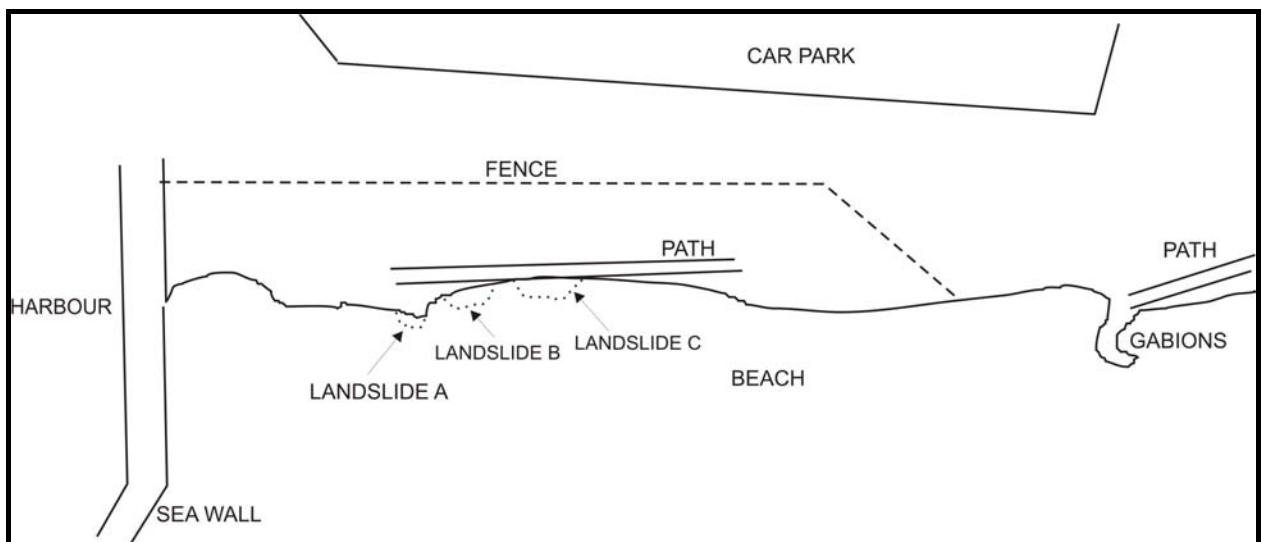 CAR PARK
FENCE
PATH
PATH
HARBOUR
GABIONS
LANDSLIDE B
LANDSLIDE C
LANDSLIDE A
BEACH
SEA WALL